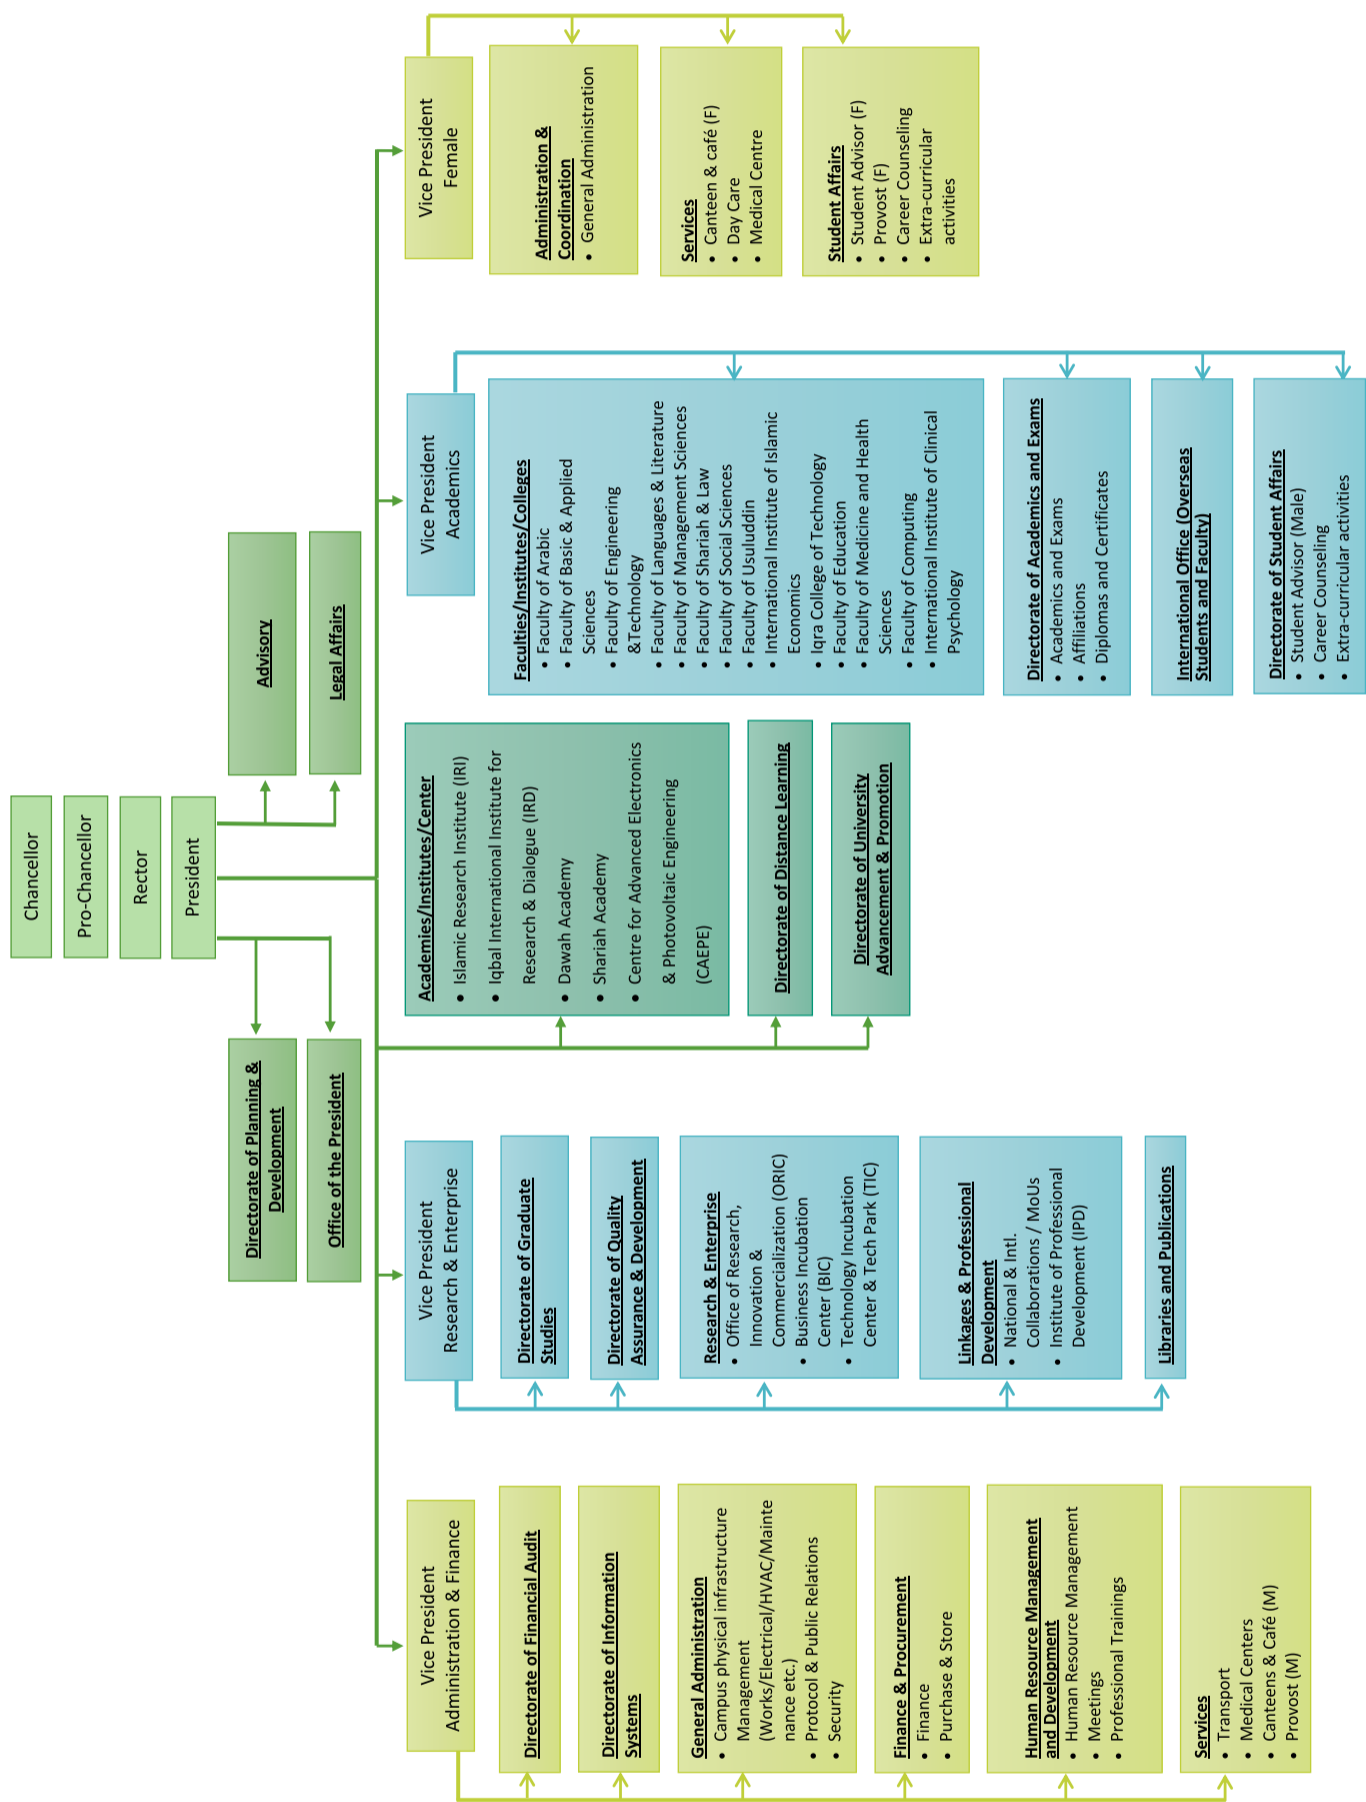 Chancellor
Pro-Chancellor
Rector
President
Directorate of Planning &
Development
Office of the President
Advisory
Legal Affairs
Vice President
Administration & Finance
Directorate of Financial Audit
Directorate of Information
Systems
General Administration
• Campus physical infrastructure
Management
(Works/Electrical/HVAC/Mainte
nance etc.)
• Protocol & Public Relations
• Security
Finance & Procurement
• Finance
• Purchase & Store
Human Resource Management
and Development
• Human Resource Management
• Meetings
• Professional Trainings
Services
• Transport
• Medical Centers
• Canteens & Café (M)
• Provost (M)
Vice President
Research & Enterprise
Directorate of Graduate
Studies
Directorate of Quality
Assurance & Development
Research & Enterprise
• Office of Research,
Innovation &
Commercialization (ORIC)
• Business Incubation
Center (BIC)
• Technology Incubation
Center & Tech Park (TIC)
Linkages & Professional
Development
• National & Intl.
Collaborations / MoUs
• Institute of Professional
Development (IPD)
Libraries and Publications
Academies/Institutes/Center
• Islamic Research Institute (IRI)
• Iqbal International Institute for
Research & Dialogue (IRD)
• Dawah Academy
• Shariah Academy
• Centre for Advanced Electronics
& Photovoltaic Engineering
(CAEPE)
Directorate of Distance Learning
Directorate of University
Advancement & Promotion
Vice President
Academics
Faculties/Institutes/Colleges
• Faculty of Arabic
• Faculty of Basic & Applied
Sciences
• Faculty of Engineering
&Technology
• Faculty of Languages & Literature
• Faculty of Management Sciences
• Faculty of Shariah & Law
• Faculty of Social Sciences
• Faculty of Usuluddin
• International Institute of Islamic
Economics
• Iqra College of Technology
• Faculty of Education
• Faculty of Medicine and Health
Sciences
• Faculty of Computing
• International Institute of Clinical
Psychology
Directorate of Academics and Exams
• Academics and Exams
• Affiliations
• Diplomas and Certificates
International Office (Overseas
Students and Faculty)
Directorate of Student Affairs
• Student Advisor (Male)
• Career Counseling
• Extra-curricular activities
Vice President
Female
Administration &
Coordination
• General Administration
Services
• Canteen & café (F)
• Day Care
• Medical Centre
Student Affairs
• Student Advisor (F)
• Provost (F)
• Career Counseling
• Extra-curricular
activities